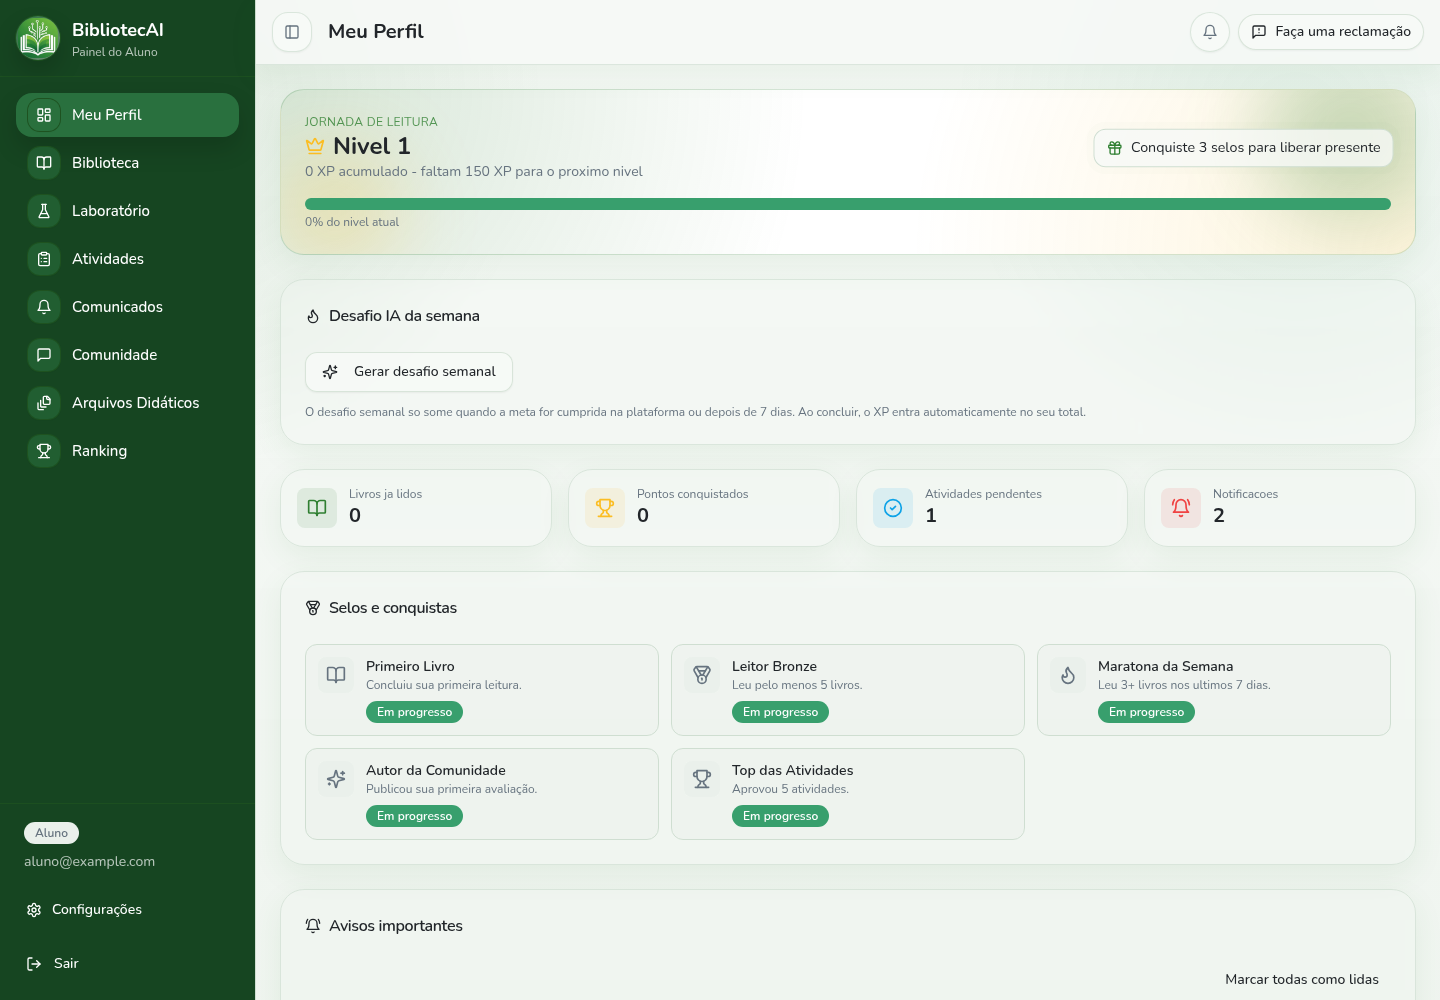 BibliotecAI
Painel do Aluno
Meu Perfil
Biblioteca
Laboratório
Atividades
Comunicados
Comunidade
Arquivos Didáticos
Ranking
Aluno
aluno@example.com
Configurações
Sair
Meu Perfil
Faça uma reclamação
JORNADA DE LEITURA
Nivel 1
0 XP acumulado - faltam 150 XP para o proximo nivel
Conquiste 3 selos para liberar presente
0% do nivel atual
Desafio IA da semana
Gerar desafio semanal
O desafio semanal so some quando a meta for cumprida na plataforma ou depois de 7 dias. Ao concluir, o XP entra automaticamente no seu total.
Livros ja lidos
0
Pontos conquistados
0
Atividades pendentes
1
Notificacoes
2
Selos e conquistas
Primeiro Livro
Concluiu sua primeira leitura.
Em progresso
Leitor Bronze
Leu pelo menos 5 livros.
Em progresso
Maratona da Semana
Leu 3+ livros nos ultimos 7 dias.
Em progresso
Autor da Comunidade
Publicou sua primeira avaliação.
Em progresso
Top das Atividades
Aprovou 5 atividades.
Em progresso
Avisos importantes
Marcar todas como lidas